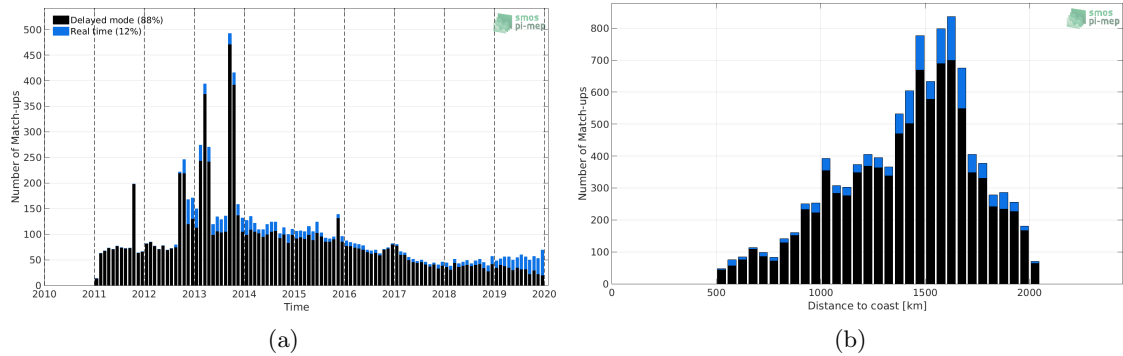 Delayed mode (88%)
Real time (12%)
smos
pi-mep
500
450
400
350
300
250
200
150
100
50
0
Number of Match-ups
2010 2011 2012 2013 2014 2015 2016 2017 2018 2019 2020
Time
(a)
smos
pi-mep
800
700
600
500
400
300
200
100
0
Number of Match-ups
0 500 1000 1500 2000
Distance to coast [km]
(b)